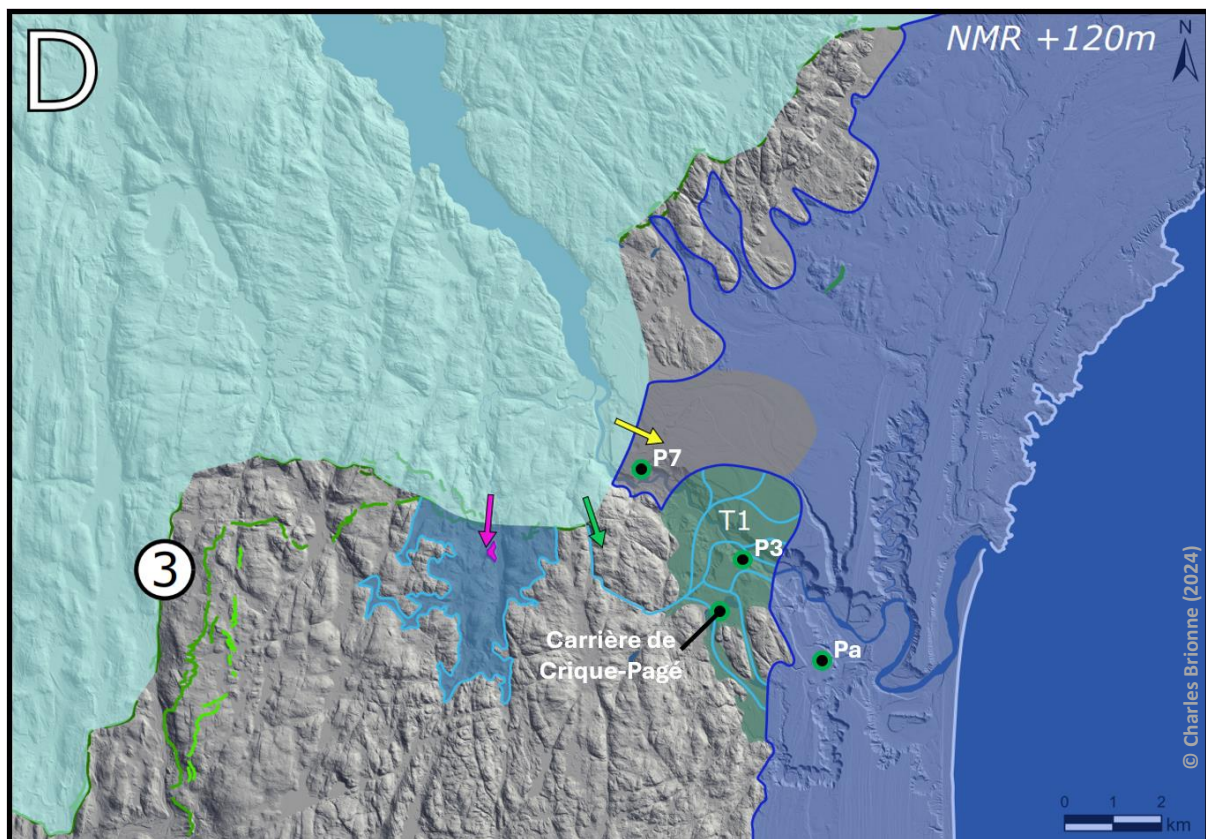 D
NMR +120m
N
P7
T1
P3
3
Carrière de
Crique-Pagé
Pa
© Charles Brionne (2024)
0 1 2
km